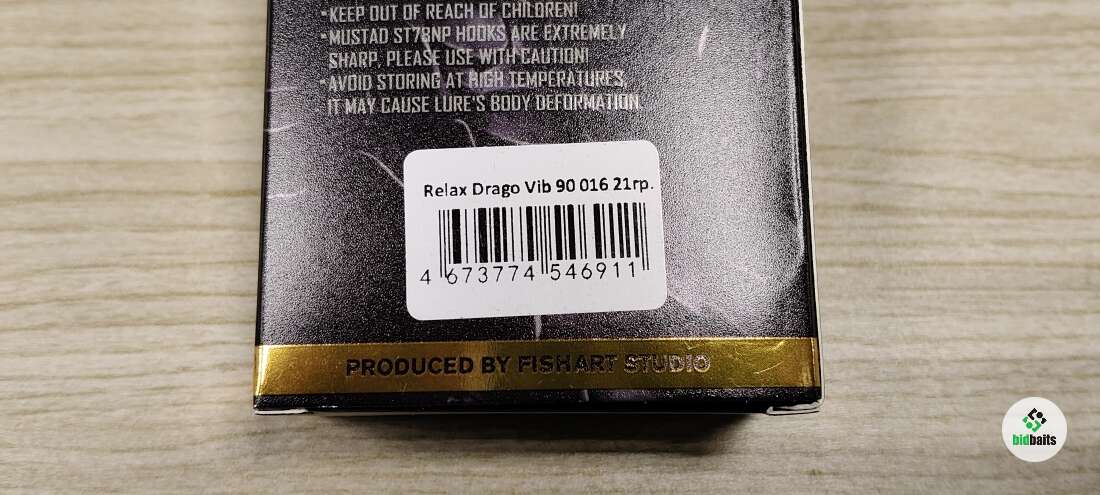 •KEEP OUT OF REACH OF CHILDREN!
•MUSTAD ST78NP HOOKS ARE EXTREMELY
SHARP, PLEASE USE WITH CAUTION!
•AVOID STORING AT HIGH TEMPERATURES,
IT MAY CAUSE LURE'S BODY DEFORMATION
Relax Drago Vib 90 016 21гр.
4 673774 546911
PRODUCED BY FISHART STUDIO
bidbaits